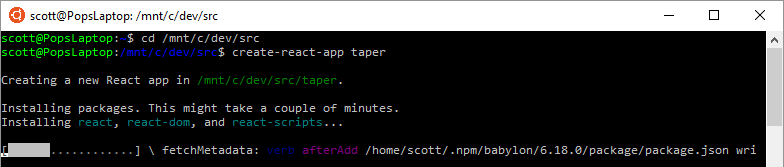 scott@PopsLaptop: /mnt/c/dev/src
scott@PopsLaptop:~$ cd /mnt/c/dev/src
scott@PopsLaptop:/mnt/c/dev/src$ create-react-app taper
Creating a new React app in /mnt/c/dev/src/taper.
Installing packages. This might take a couple of minutes.
Installing react, react-dom, and react-scripts...
[ ............] \ fetchMetadata: verb afterAdd /home/scott/.npm/babylon/6.18.0/package/package.json wri